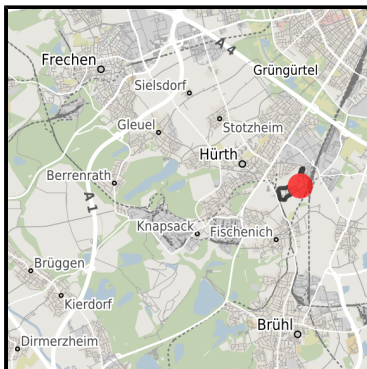 A 4
Frechen
Grüngürtel
Sielsdorf
Gleuel
Stotzheim
Hürth
Berrenrath
A 1
Knapsack
Fischenich
Brüggen
Kierdorf
Brühl
Dirmerzheim